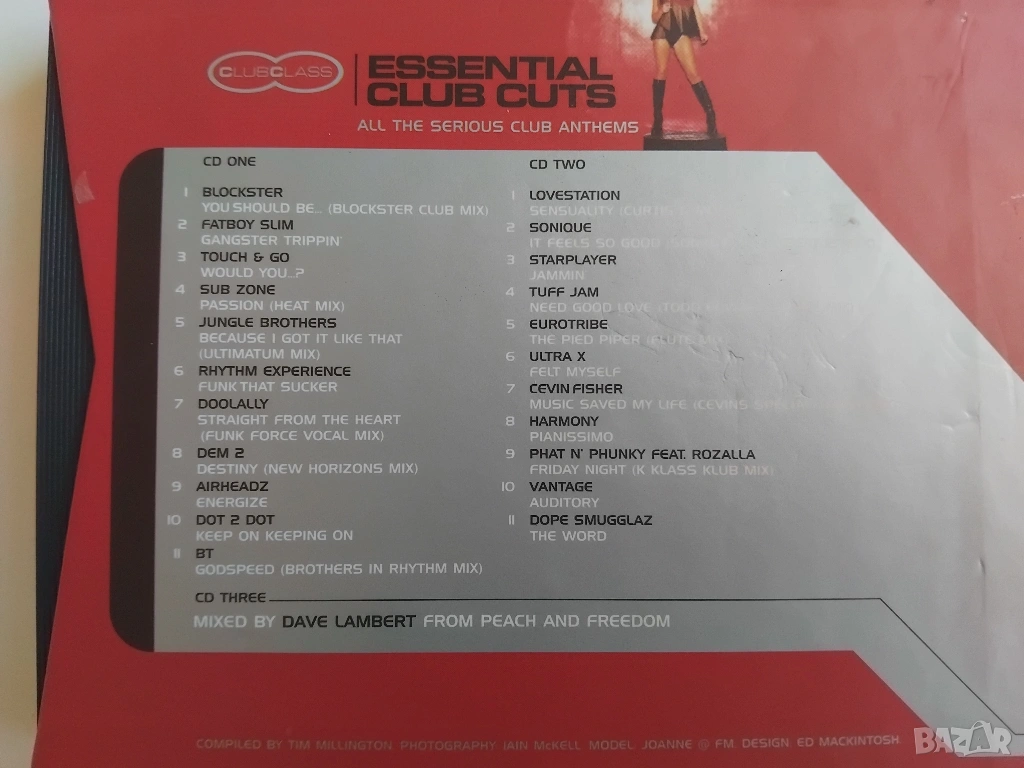 CLUBCLASS
ESSENTIAL
CLUB CUTS
ALL THE SERIOUS CLUB ANTHEMS
CD ONE
1 BLOCKSTER
YOU SHOULD BE... (BLOCKSTER CLUB MIX)
2 FATBOY SLIM
GANGSTER TRIPPIN'
3 TOUCH & GO
WOULD YOU...?
4 SUB ZONE
PASSION (HEAT MIX)
5 JUNGLE BROTHERS
BECAUSE I GOT IT LIKE THAT
(ULTIMATUM MIX)
6 RHYTHM EXPERIENCE
FUNK THAT SUCKER
7 DOOLALLY
STRAIGHT FROM THE HEART
(FUNK FORCE VOCAL MIX)
8 DEM 2
DESTINY (NEW HORIZONS MIX)
9 AIRHEADZ
ENERGIZE
10 DOT 2 DOT
KEEP ON KEEPING ON
11 BT
GODSPEED (BROTHERS IN RHYTHM MIX)
CD TWO
1 LOVESTATION
SENSUALITY
2 SONIQUE
IT FEELS SO GOOD
3 STARPLAYER
JAMMIN'
4 TUFF JAM
NEED GOOD LOVE (TODD
5 EUROTRIBE
THE PIED PIPER (FLUTE MIX)
6 ULTRA X
FELT MYSELF
7 CEVIN FISHER
MUSIC SAVED MY LIFE (CEVINS
8 HARMONY
PIANISSIMO
9 PHAT N' PHUNKY FEAT. ROZALLA
FRIDAY NIGHT (K KLASS KLUB MIX)
10 VANTAGE
AUDITORY
11 DOPE SMUGGLAZ
THE WORD
CD THREE
MIXED BY DAVE LAMBERT FROM PEACH AND FREEDOM
COMPILED BY TIM MILLINGTON. PHOTOGRAPHY. IAIN McKELL. MODEL. JOANNE @ FM. DESIGN. ED MACKINTOSH.
BAZAR